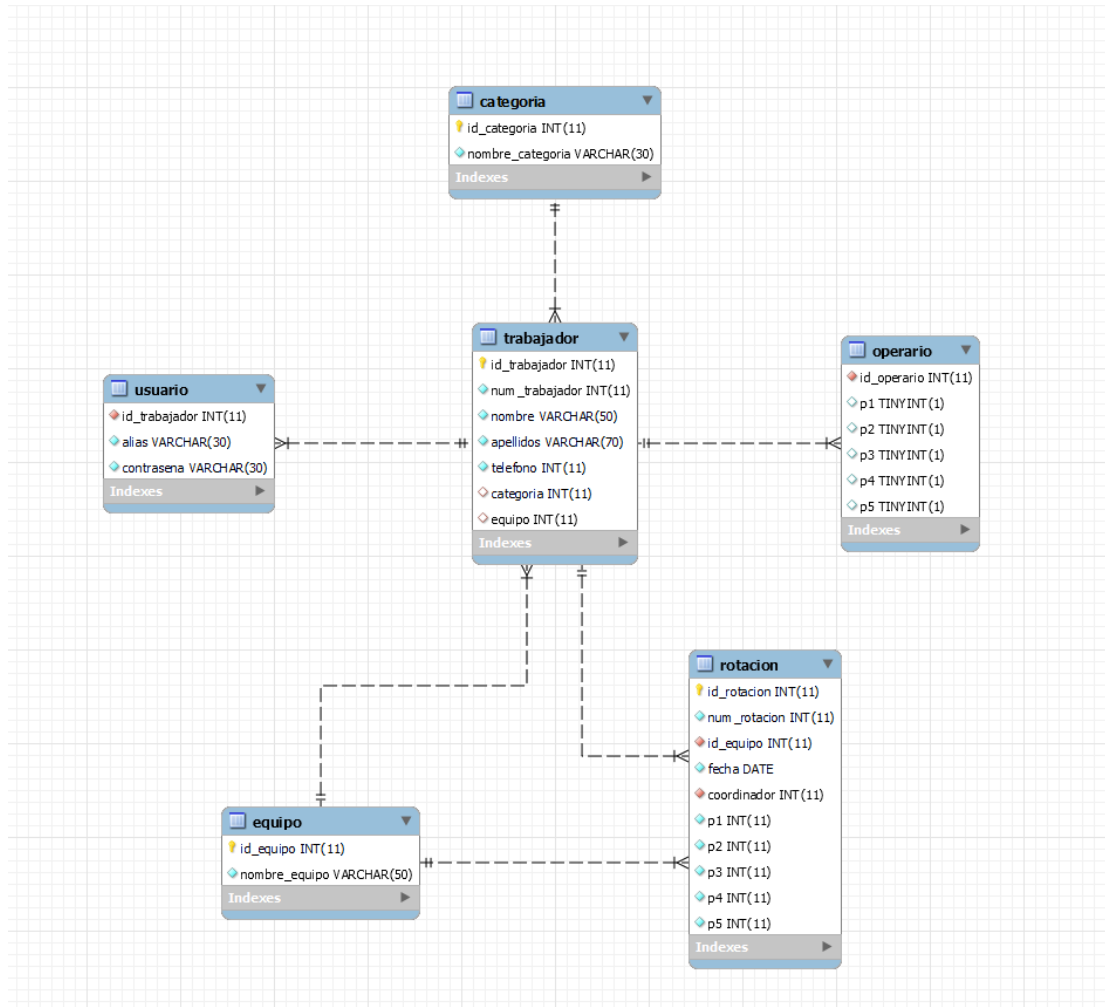 categoria
id_categoria INT(11)
nombre_categoria VARCHAR(30)
Indexes
trabajador
id_trabajador INT(11)
num_trabajador INT(11)
nombre VARCHAR(50)
apellidos VARCHAR(70)
telefono INT(11)
categoria INT(11)
equipo INT(11)
Indexes
usuario
id_trabajador INT(11)
alias VARCHAR(30)
contrasena VARCHAR(30)
Indexes
operario
id_operario INT(11)
p1 TINYINT(1)
p2 TINYINT(1)
p3 TINYINT(1)
p4 TINYINT(1)
p5 TINYINT(1)
Indexes
rotacion
id_rotacion INT(11)
num_rotacion INT(11)
id_equipo INT(11)
fecha DATE
coordinador INT(11)
p1 INT(11)
p2 INT(11)
p3 INT(11)
p4 INT(11)
p5 INT(11)
Indexes
equipo
id_equipo INT(11)
nombre_equipo VARCHAR(50)
Indexes